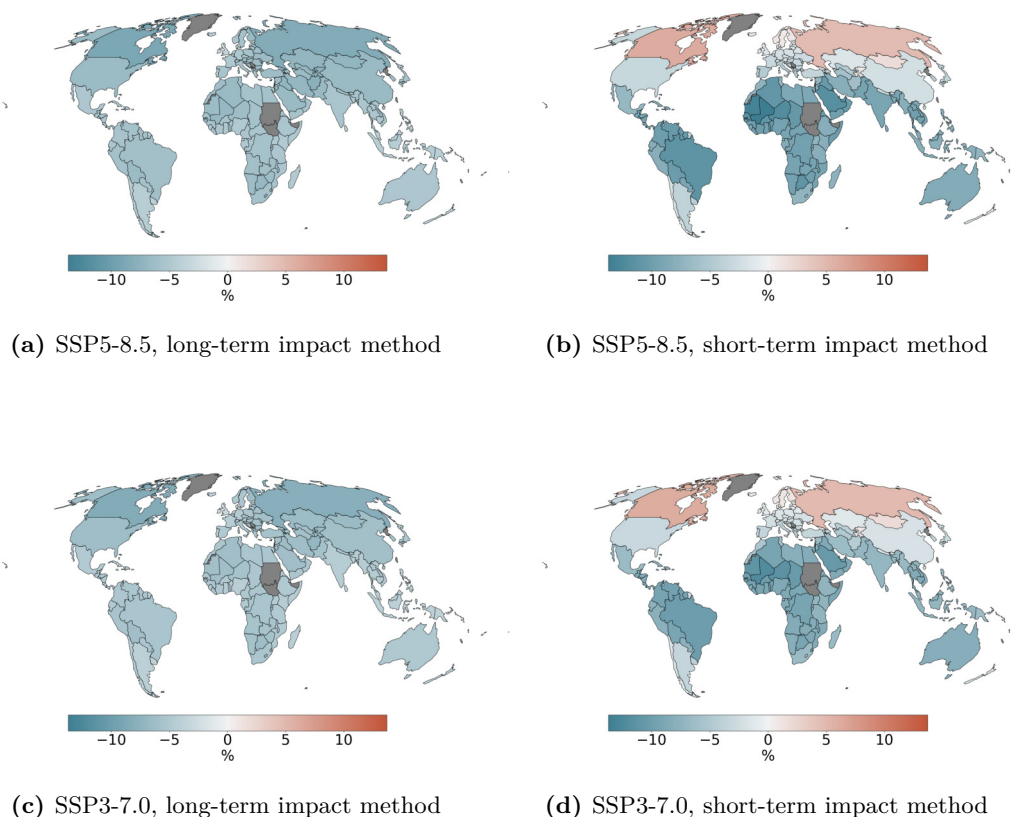 −10 −5 0 5 10
%
−10 −5 0 5 10
%
(a) SSP5-8.5, long-term impact method
(b) SSP5-8.5, short-term impact method
−10 −5 0 5 10
%
−10 −5 0 5 10
%
(c) SSP3-7.0, long-term impact method
(d) SSP3-7.0, short-term impact method